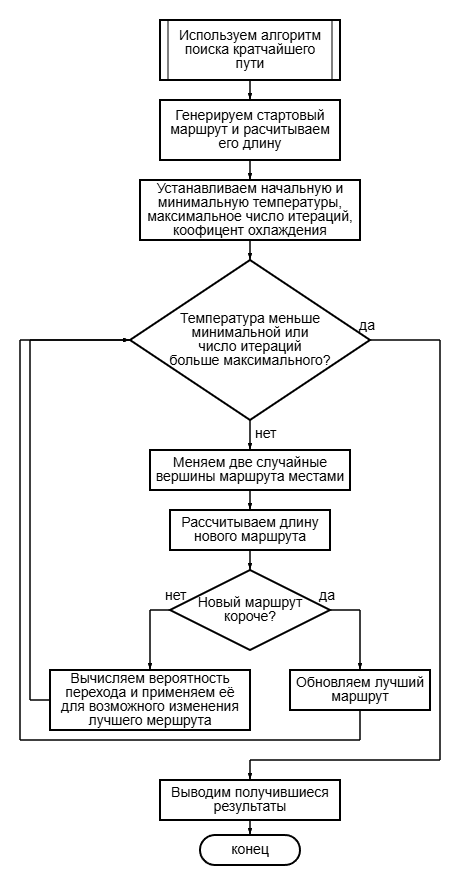 Используем алгоритм
поиска кратчайшего
пути
Генерируем стартовый
маршрут и расчитываем
его длину
Устанавливаем начальную и
минимальную температуры,
максимальное число итераций,
коофицент охлаждения
Температура меньше
минимальной или
число итераций
больше максимального?
да
нет
Меняем две случайные
вершины маршрута местами
Рассчитываем длину
нового маршрута
нет
Новый маршрут
короче?
да
Вычисляем вероятность
перехода и применяем её
для возможного изменения
лучшего мершрута
Обновляем лучший
маршрут
Выводим получившиеся
результаты
конец